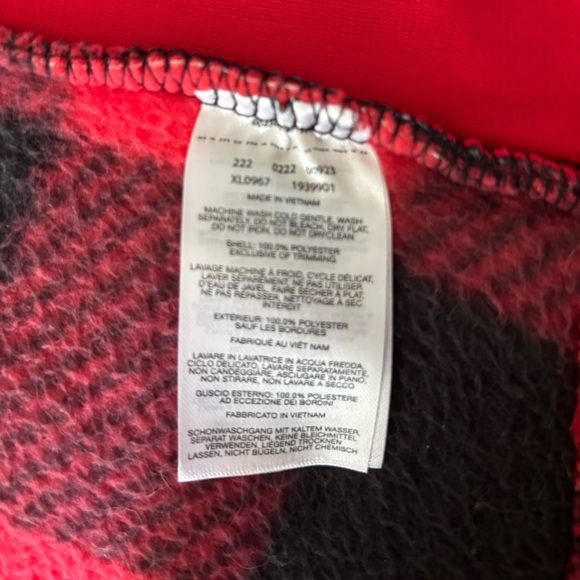 222 0222 00923
XL0967 1939901
MADE IN VIETNAM
MACHINE WASH COLD GENTLE, WASH
SEPARATELY, DO NOT BLEACH, DRY FLAT,
DO NOT IRON, DO NOT DRYCLEAN
SHELL: 100.0% POLYESTER
EXCLUSIVE OF TRIMMING
LAVAGE MACHINE À FROID, CYCLE DÉLICAT,
LAVER SÉPARÉMENT, NE PAS UTILISER
D'EAU DE JAVEL, FAIRE SÉCHER À PLAT,
NE PAS REPASSER, NETTOYAGE À SEC
INTERDIT
EXTÉRIEUR: 100.0% POLYESTER
SAUF LES BORDURES
FABRIQUÉ AU VIÊT NAM
LAVARE IN LAVATRICE IN ACQUA FREDDA,
CICLO DELICATO, LAVARE SEPARATAMENTE,
NON CANDEGGIARE, ASCIUGARE IN PIANO,
NON STIRARE, NON LAVARE A SECCO
GUSCIO ESTERNO: 100.0% POLIESTERE
AD ECCEZIONE DEI BORDINI
FABBRICATO IN VIETNAM
SCHONWASCHGANG MIT KALTEM WASSER,
SEPARAT WASCHEN, KEINE BLEICHMITTEL
VERWENDEN, LIEGEND TROCKNEN
LASSEN, NICHT BÜGELN, NICHT CHEMISCH